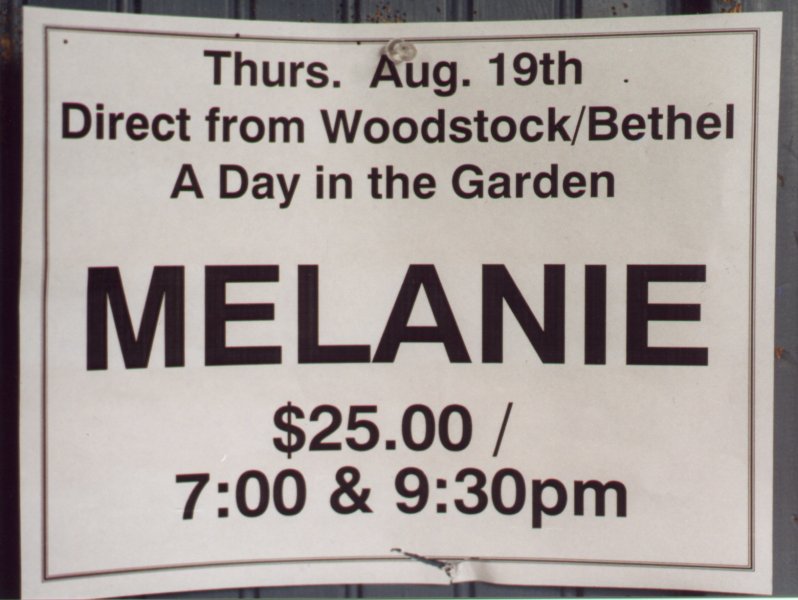 Thurs. Aug. 19th
Direct from Woodstock/Bethel
A Day in the Garden
MELANIE
$25.00 /
7:00 & 9:30pm